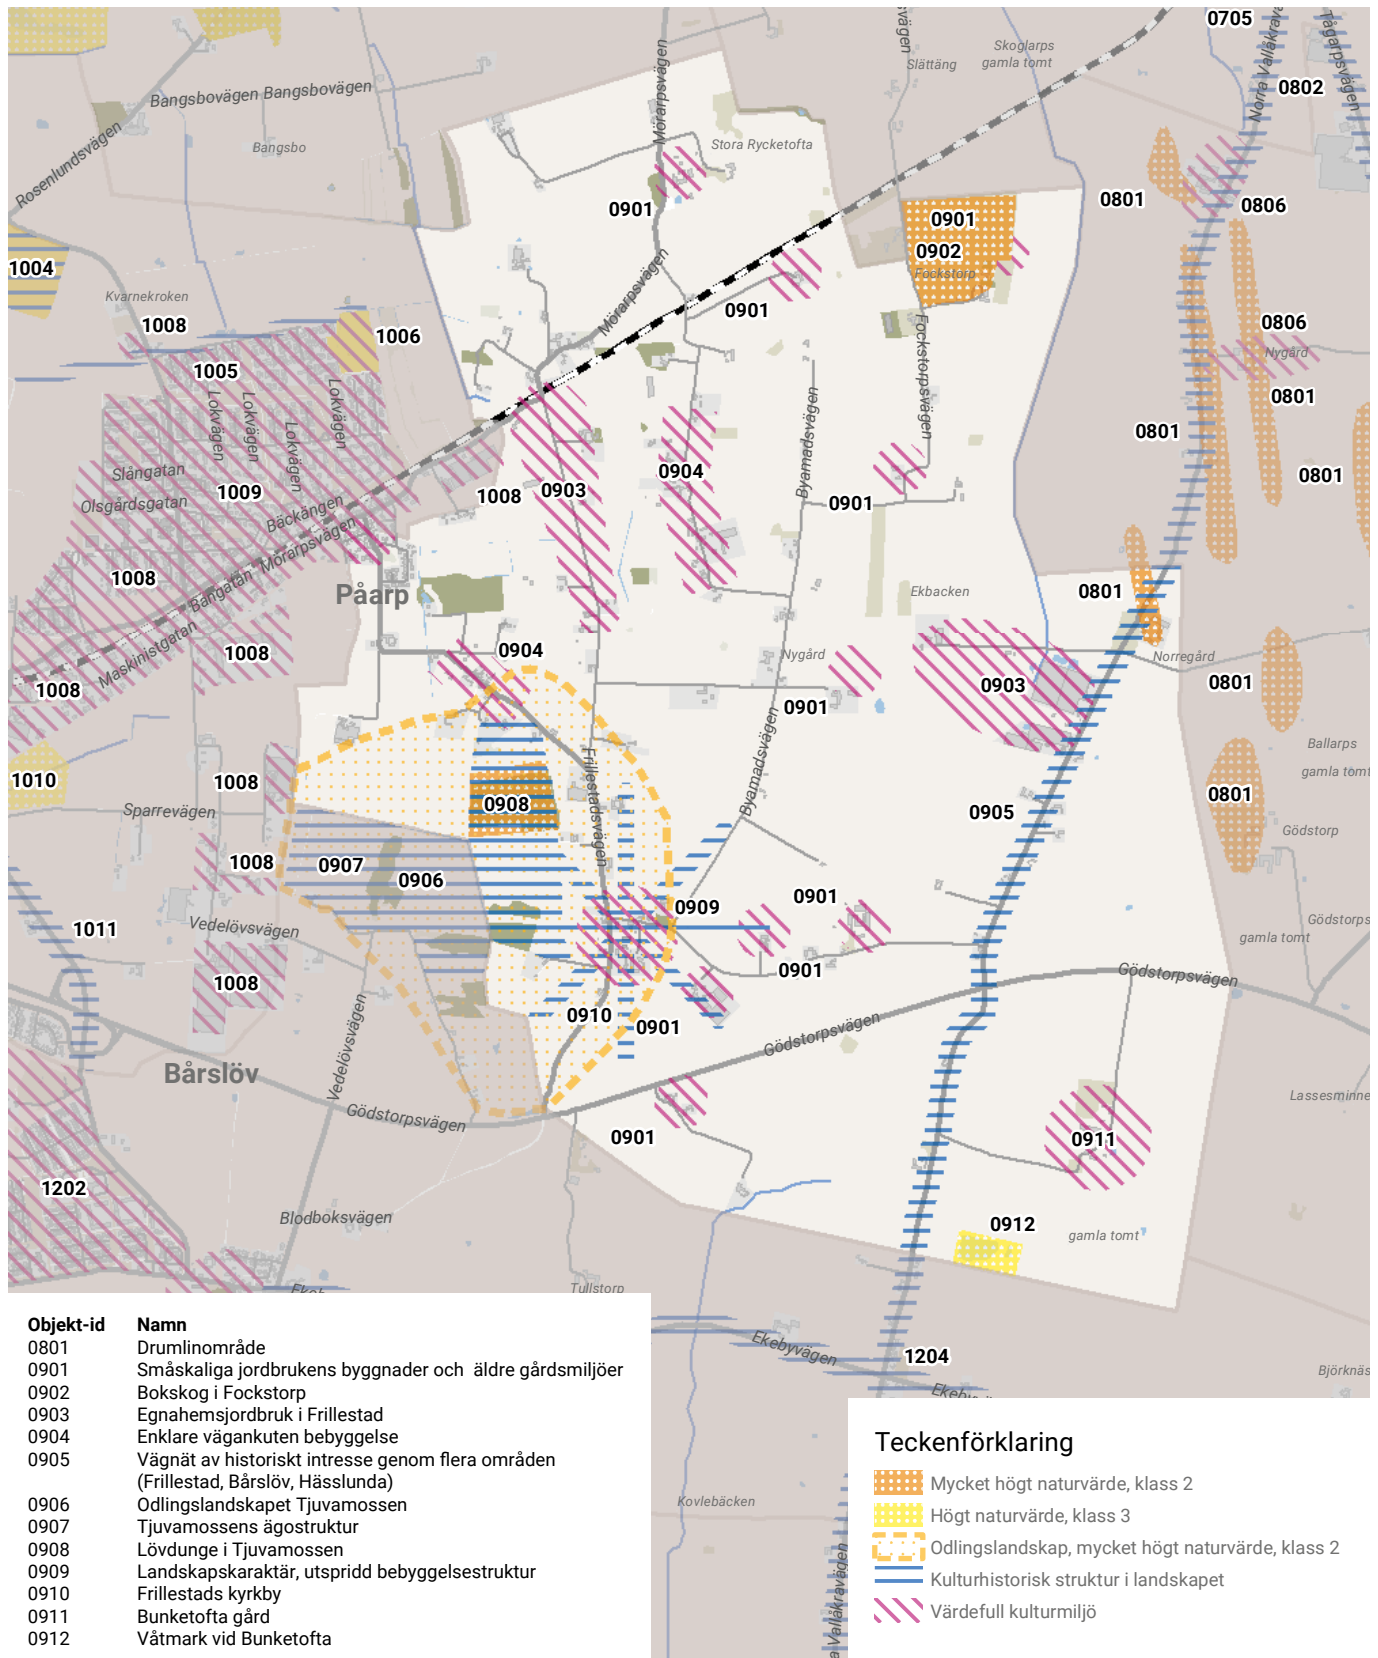 0705
svägen
Tågarpsvägen
Skoglarps
gamla tomt
Slättäng
Mörarpsvägen
0802
Bangsbovägen Bangsbovägen
Rosenlundsvägen
Bangsbo
Stora Rycketofta
0801
0806
0901
0901
0902
Fockstorp
1004
Kvarnekroken
1008
1006
Mörarpsvägen
0901
0806
Nygård
1005
Fockstorpsvägen
0801
Lokvägen
Lokvägen
Lokvägen
Lokvägen
Byamadsvägen
0801
Slångatan
0904
0801
1009
1008
0903
0901
Olsgårdsgatan
Bäckängen
Mörarpsvägen
1008
Bangatan
Påarp
Ekbacken
0801
Maskinistgatan
1008
0904
Nygård
Norregård
1008
0903
0801
0901
Ballarps
gamla tomt
1010
1008
Frillestadsvägen
Byamadsvägen
0801
Sparrevägen
0908
0905
Gödstorp
1008
0907
0906
0901
0909
Vedelövsvägen
1011
Gödstorps
gamla tomt
1008
0901
Gödstorpsvägen
Vedelövsvägen
0910
0901
Gödstorpsvägen
Bårslöv
Lassesminne
Gödstorpsvägen
0901
0911
1202
Blodboksvägen
0912
gamla tomt
Tullstorp
Ekebyvägen
1204
Björknäs
Kovlebäcken
a Vallåkravägen
Objekt-id Namn
0801 Drumlinområde
0901 Småskaliga jordbrukens byggnader och äldre gårdsmiljöer
0902 Bokskog i Fockstorp
0903 Egnahemsjordbruk i Frillestad
0904 Enklare vägankuten bebyggelse
0905 Vägnät av historiskt intresse genom flera områden
(Frillestad, Bårslöv, Hässlunda)
0906 Odlingslandskapet Tjuvamossen
0907 Tjuvamossens ägostruktur
0908 Lövdunge i Tjuvamossen
0909 Landskapskaraktär, utspridd bebyggelsestruktur
0910 Frillestads kyrkby
0911 Bunketofta gård
0912 Våtmark vid Bunketofta
Teckenförklaring
Mycket högt naturvärde, klass 2
Högt naturvärde, klass 3
Odlingslandskap, mycket högt naturvärde, klass 2
Kulturhistorisk struktur i landskapet
Värdefull kulturmiljö